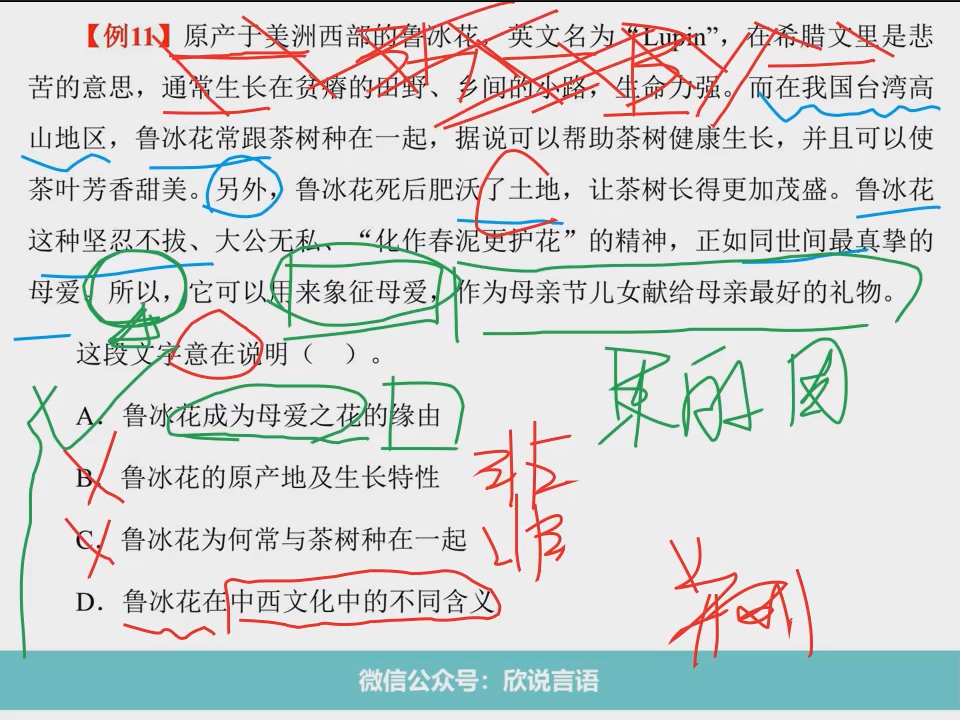 【例11】原产于美洲西部的鲁冰花，英文名为“Lupin”，在希腊文里是悲
苦的意思，通常生长在贫瘠的田野、乡间的小路，生命力强。而在我国台湾高
山地区，鲁冰花常跟茶树种在一起，据说可以帮助茶树健康生长，并且可以使
茶叶芳香甜美。另外，鲁冰花死后肥沃了土地，让茶树长得更加茂盛。鲁冰花
这种坚忍不拔、大公无私、“化作春泥更护花”的精神，正如同世间最真挚的
母爱。所以，它可以用来象征母爱，作为母亲节儿女献给母亲最好的礼物。
这段文字意在说明（　）。
A．鲁冰花成为母爱之花的缘由
B．鲁冰花的原产地及生长特性
C．鲁冰花为何常与茶树种在一起
D．鲁冰花在中西文化中的不同含义
微信公众号：欣说言语